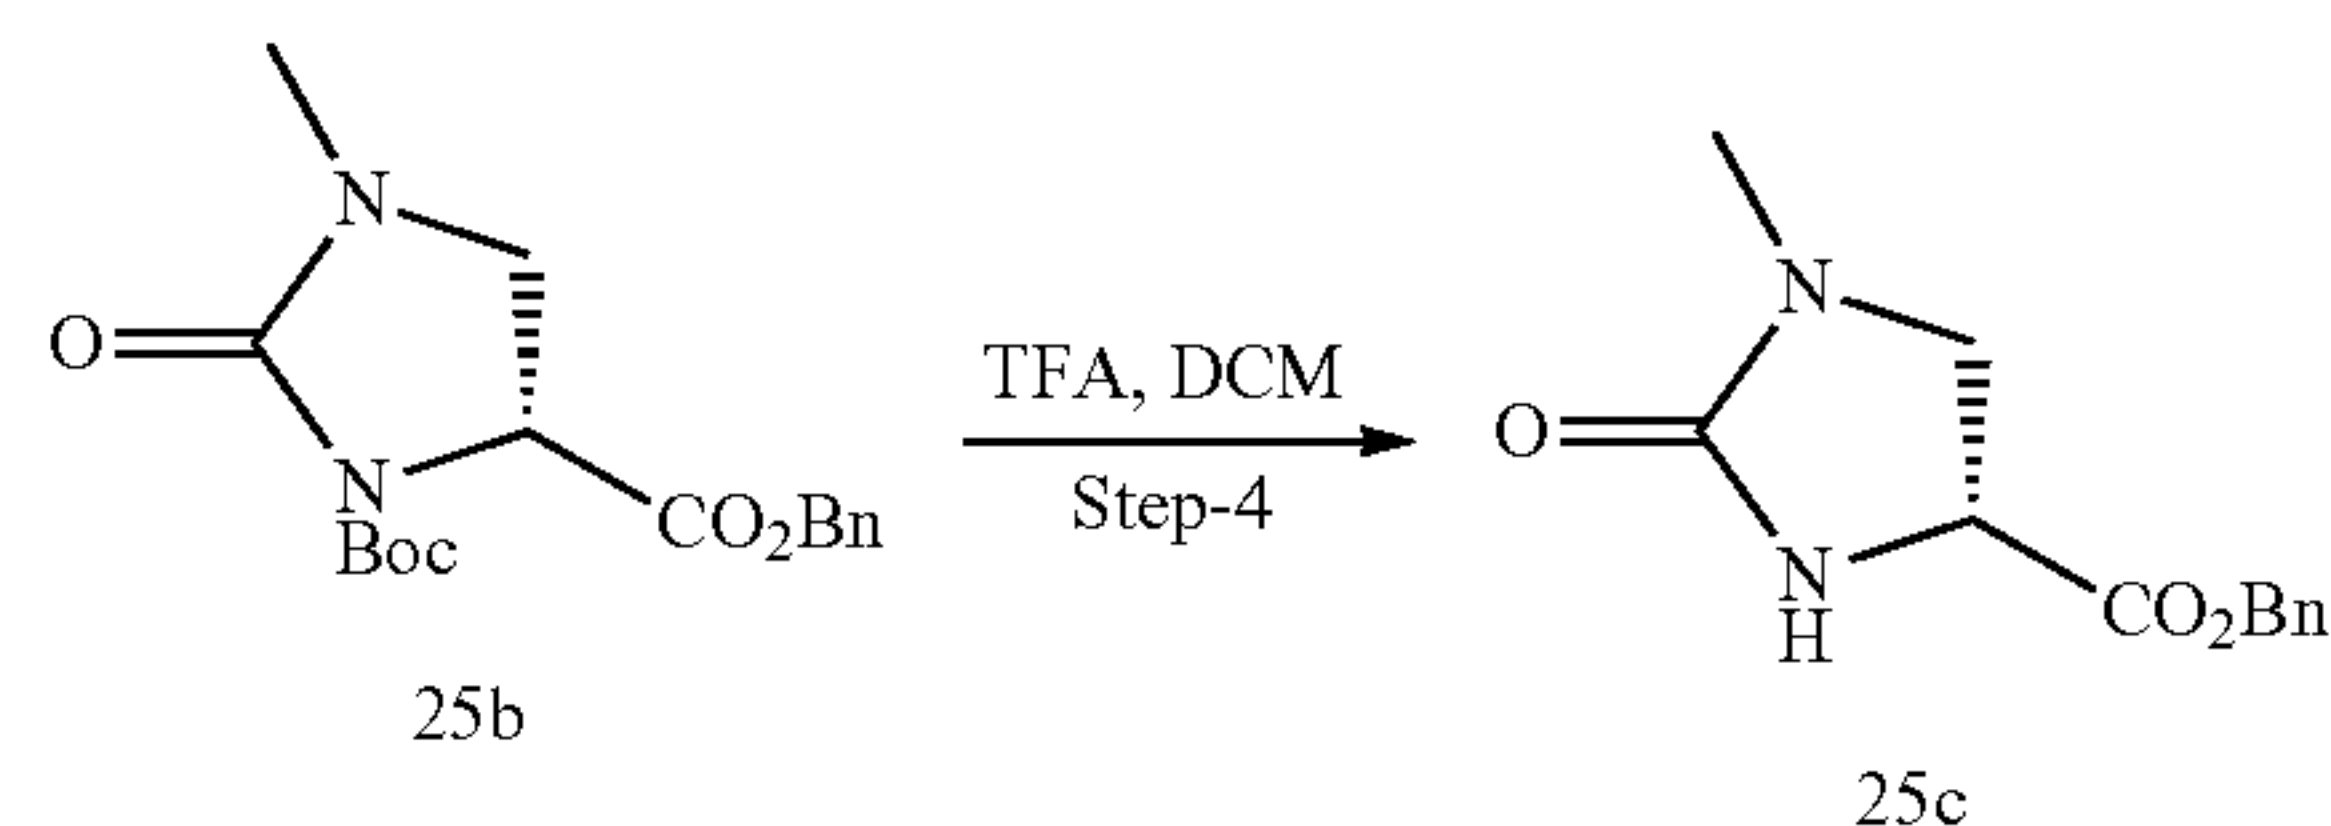 N
O
N
Boc
CO₂Bn
25b
TFA, DCM
Step-4
N
O
N
H
CO₂Bn
25c